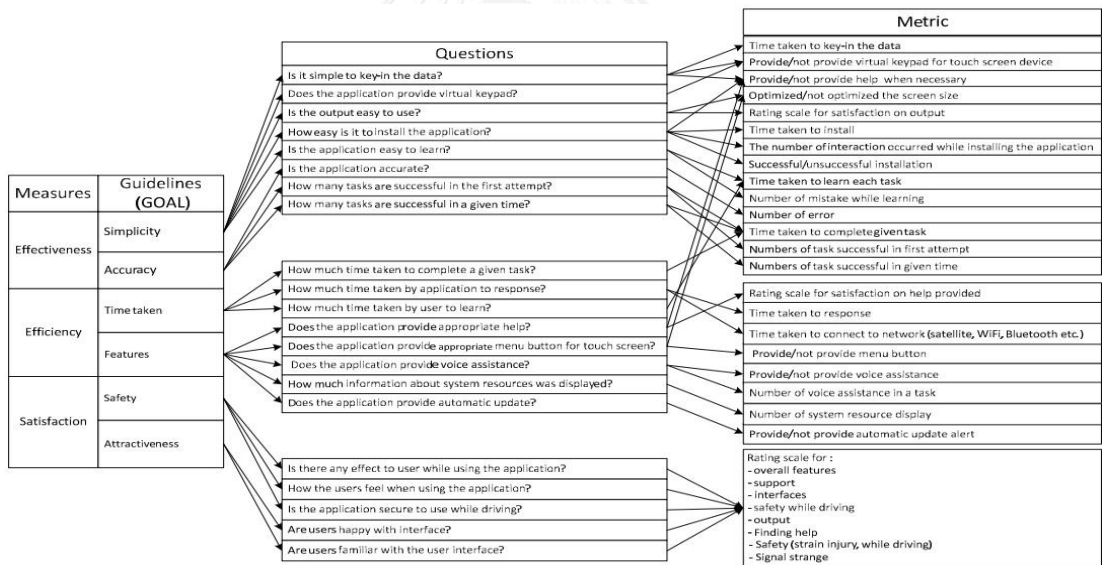 Measures
Guidelines
(GOAL)
Effectiveness
Simplicity
Accuracy
Efficiency
Time taken
Features
Satisfaction
Safety
Attractiveness
Questions
Is it simple to key-in the data?
Does the application provide virtual keypad?
Is the output easy to use?
How easy is it to install the application?
Is the application easy to learn?
Is the application accurate?
How many tasks are successful in the first attempt?
How many tasks are successful in a given time?
How much time taken to complete a given task?
How much time taken by application to response?
How much time taken by user to learn?
Does the application provide appropriate help?
Does the application provide appropriate menu button for touch screen?
Does the application provide voice assistance?
How much information about system resources was displayed?
Does the application provide automatic update?
Is there any effect to user while using the application?
How the users feel when using the application?
Is the application secure to use while driving?
Are users happy with interface?
Are users familiar with the user interface?
Metric
Time taken to key-in the data
Provide/not provide virtual keypad for touch screen device
Provide/not provide help when necessary
Optimized/not optimized the screen size
Rating scale for satisfaction on output
Time taken to install
The number of interaction occurred while installing the application
Successful/unsuccessful installation
Time taken to learn each task
Number of mistake while learning
Number of error
Time taken to complete given task
Numbers of task successful in first attempt
Numbers of task successful in given time
Rating scale for satisfaction on help provided
Time taken to response
Time taken to connect to network (satellite, WiFi, Bluetooth etc.)
Provide/not provide menu button
Provide/not provide voice assistance
Number of voice assistance in a task
Number of system resource display
Provide/not provide automatic update alert
Rating scale for :
- overall features
- support
- interfaces
- safety while driving
- output
- Finding help
- Safety (strain injury, while driving)
- Signal strange